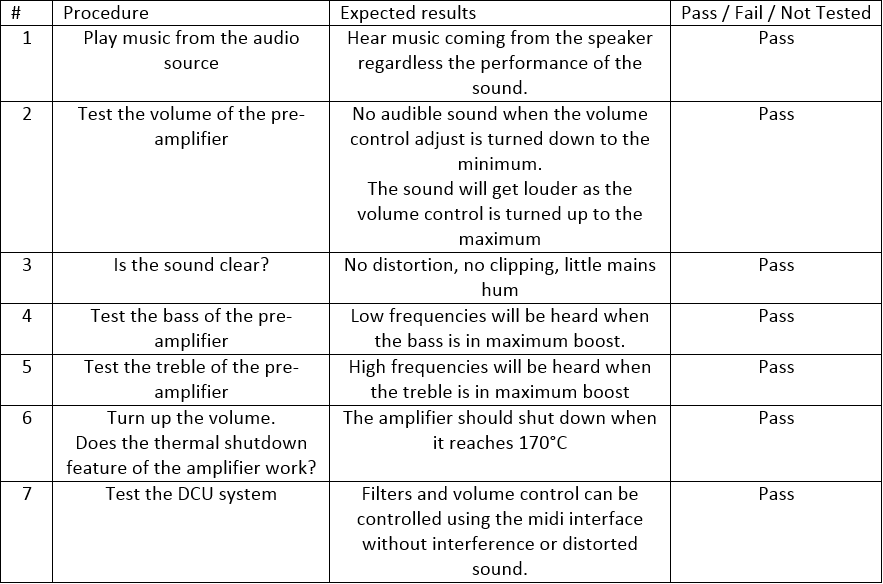 # Procedure Expected results Pass / Fail / Not Tested
1 Play music from the audio Hear music coming from the speaker Pass
source regardless the performance of the
sound.
2 Test the volume of the pre- No audible sound when the volume Pass
amplifier control adjust is turned down to the
minimum.
The sound will get louder as the
volume control is turned up to the
maximum
3 Is the sound clear? No distortion, no clipping, little mains Pass
hum
4 Test the bass of the pre- Low frequencies will be heard when Pass
amplifier the bass is in maximum boost.
5 Test the treble of the pre- High frequencies will be heard when Pass
amplifier the treble is in maximum boost
6 Turn up the volume. The amplifier should shut down when Pass
Does the thermal shutdown it reaches 170°C
feature of the amplifier work?
7 Test the DCU system Filters and volume control can be Pass
controlled using the midi interface
without interference or distorted
sound.